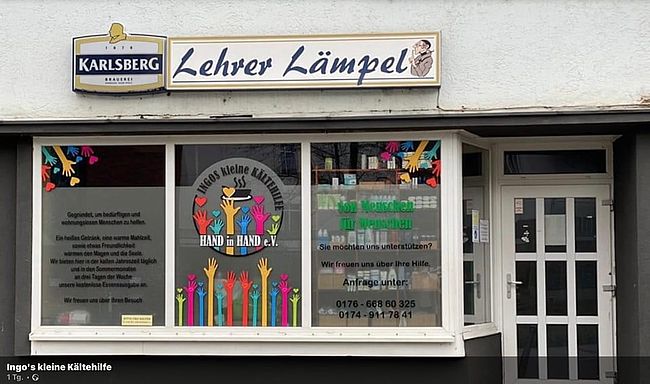 1878
KARLSBERG
BRAUEREI
Lehrer Lämpel
Gegründet, um bedürftigen und
wohnungslosen Menschen zu helfen.
Ein heißes Getränk, eine warme Mahlzeit,
sowie etwas Freundlichkeit
wärmen den Magen und die Seele.
Wir bieten hier in der kalten Jahreszeit täglich
und in den Sommermonaten
an drei Tagen der Woche
unsere kostenlose Essensausgabe an.
Wir freuen uns über Ihren Besuch
INGOS kleine KÄLTEHILFE
HAND in HAND e.V.
von Menschen
für Menschen
Sie möchten uns unterstützen?
Wir freuen uns über Ihre Hilfe,
Anfrage unter:
0176 - 668 60 325
0174 - 911 78 41
Ingo's kleine Kältehilfe
1 Tg.